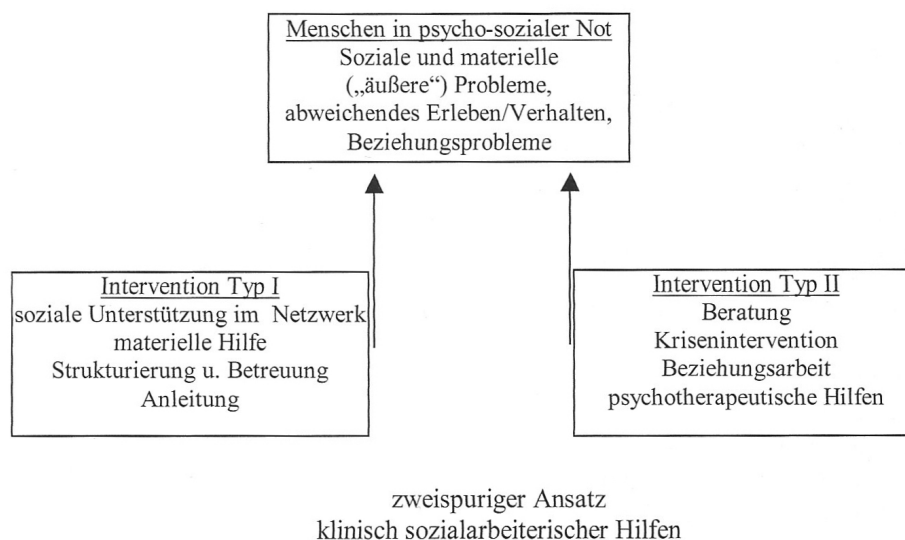 Menschen in psycho-sozialer Not
Soziale und materielle
(„äußere“) Probleme,
abweichendes Erleben/Verhalten,
Beziehungsprobleme
Intervention Typ I
soziale Unterstützung im Netzwerk
materielle Hilfe
Strukturierung u. Betreuung
Anleitung
Intervention Typ II
Beratung
Krisenintervention
Beziehungsarbeit
psychotherapeutische Hilfen
zweispuriger Ansatz
klinisch sozialarbeiterischer Hilfen